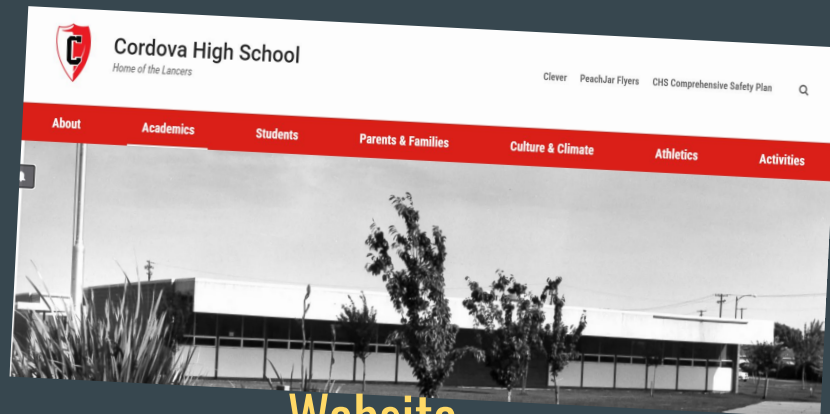 C
Cordova High School
Home of the Lancers
Clever PeachJar Flyers CHS Comprehensive Safety Plan
About Academics Students Parents & Families Culture & Climate Athletics Activities
Website